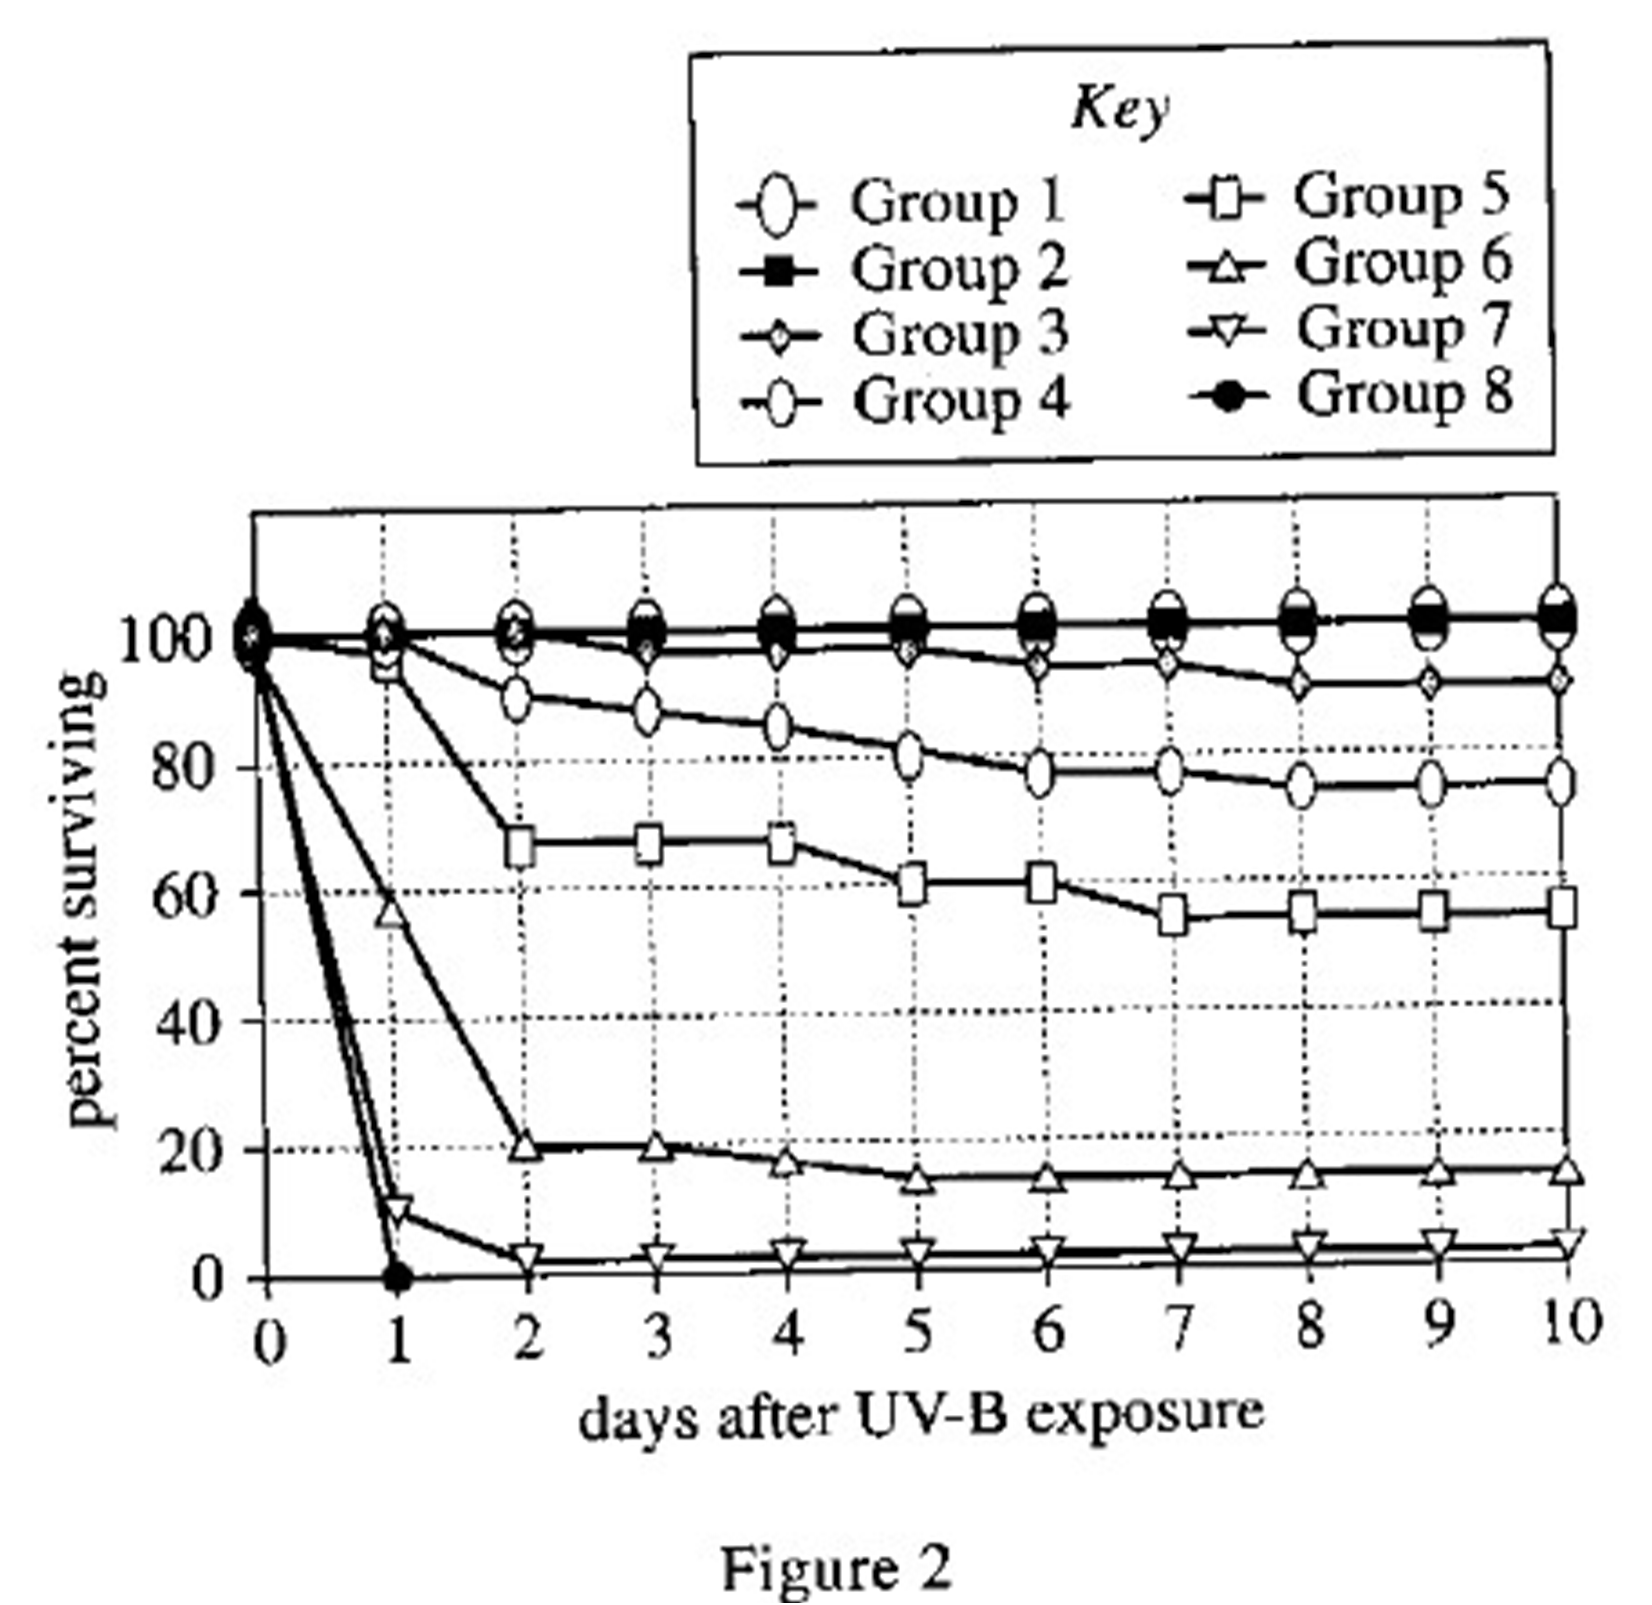 Key
Group 1
Group 2
Group 3
Group 4
Group 5
Group 6
Group 7
Group 8
percent surviving
100
80
60
40
20
0
0 1 2 3 4 5 6 7 8 9 10
days after UV-B exposure
Figure 2